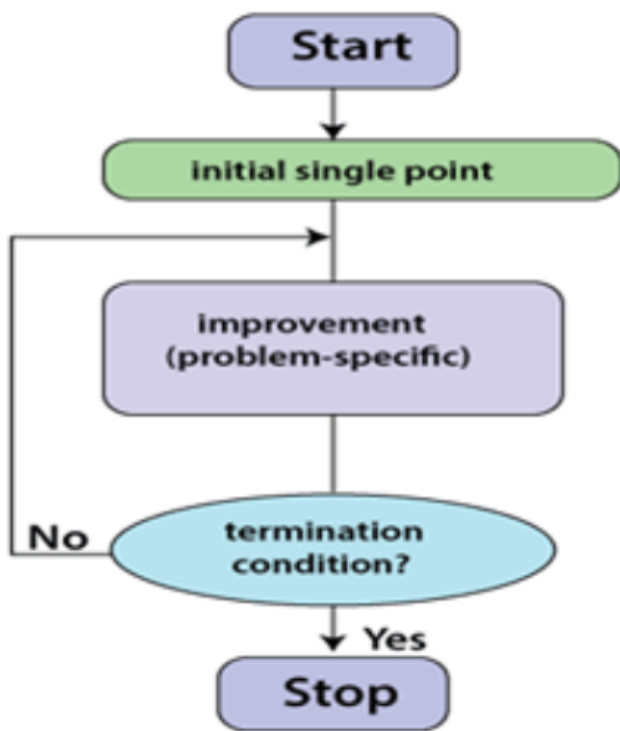 Start
initial single point
improvement
(problem-specific)
No
termination
condition?
Yes
Stop